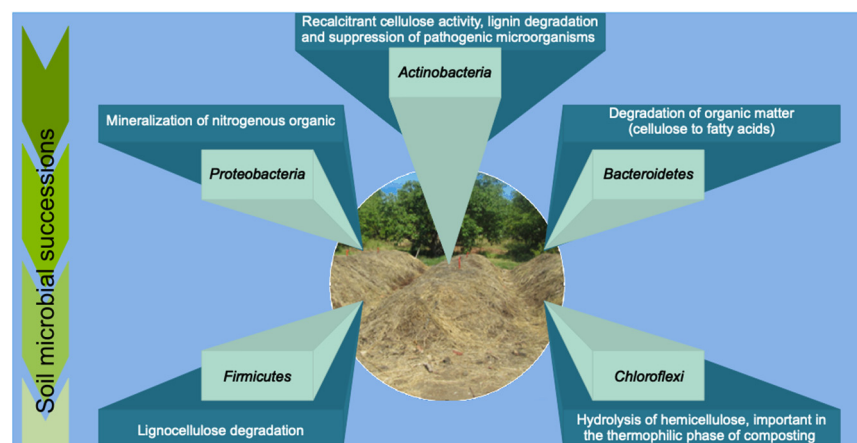 Recalcitrant cellulose activity, lignin degradation
and suppression of pathogenic microorganisms
Actinobacteria
Mineralization of nitrogenous organic
Proteobacteria
Degradation of organic matter
(cellulose to fatty acids)
Bacteroidetes
Soil microbial successions
Firmicutes
Lignocellulose degradation
Chloroflexi
Hydrolysis of hemicellulose, important in
the thermophilic phase of composting